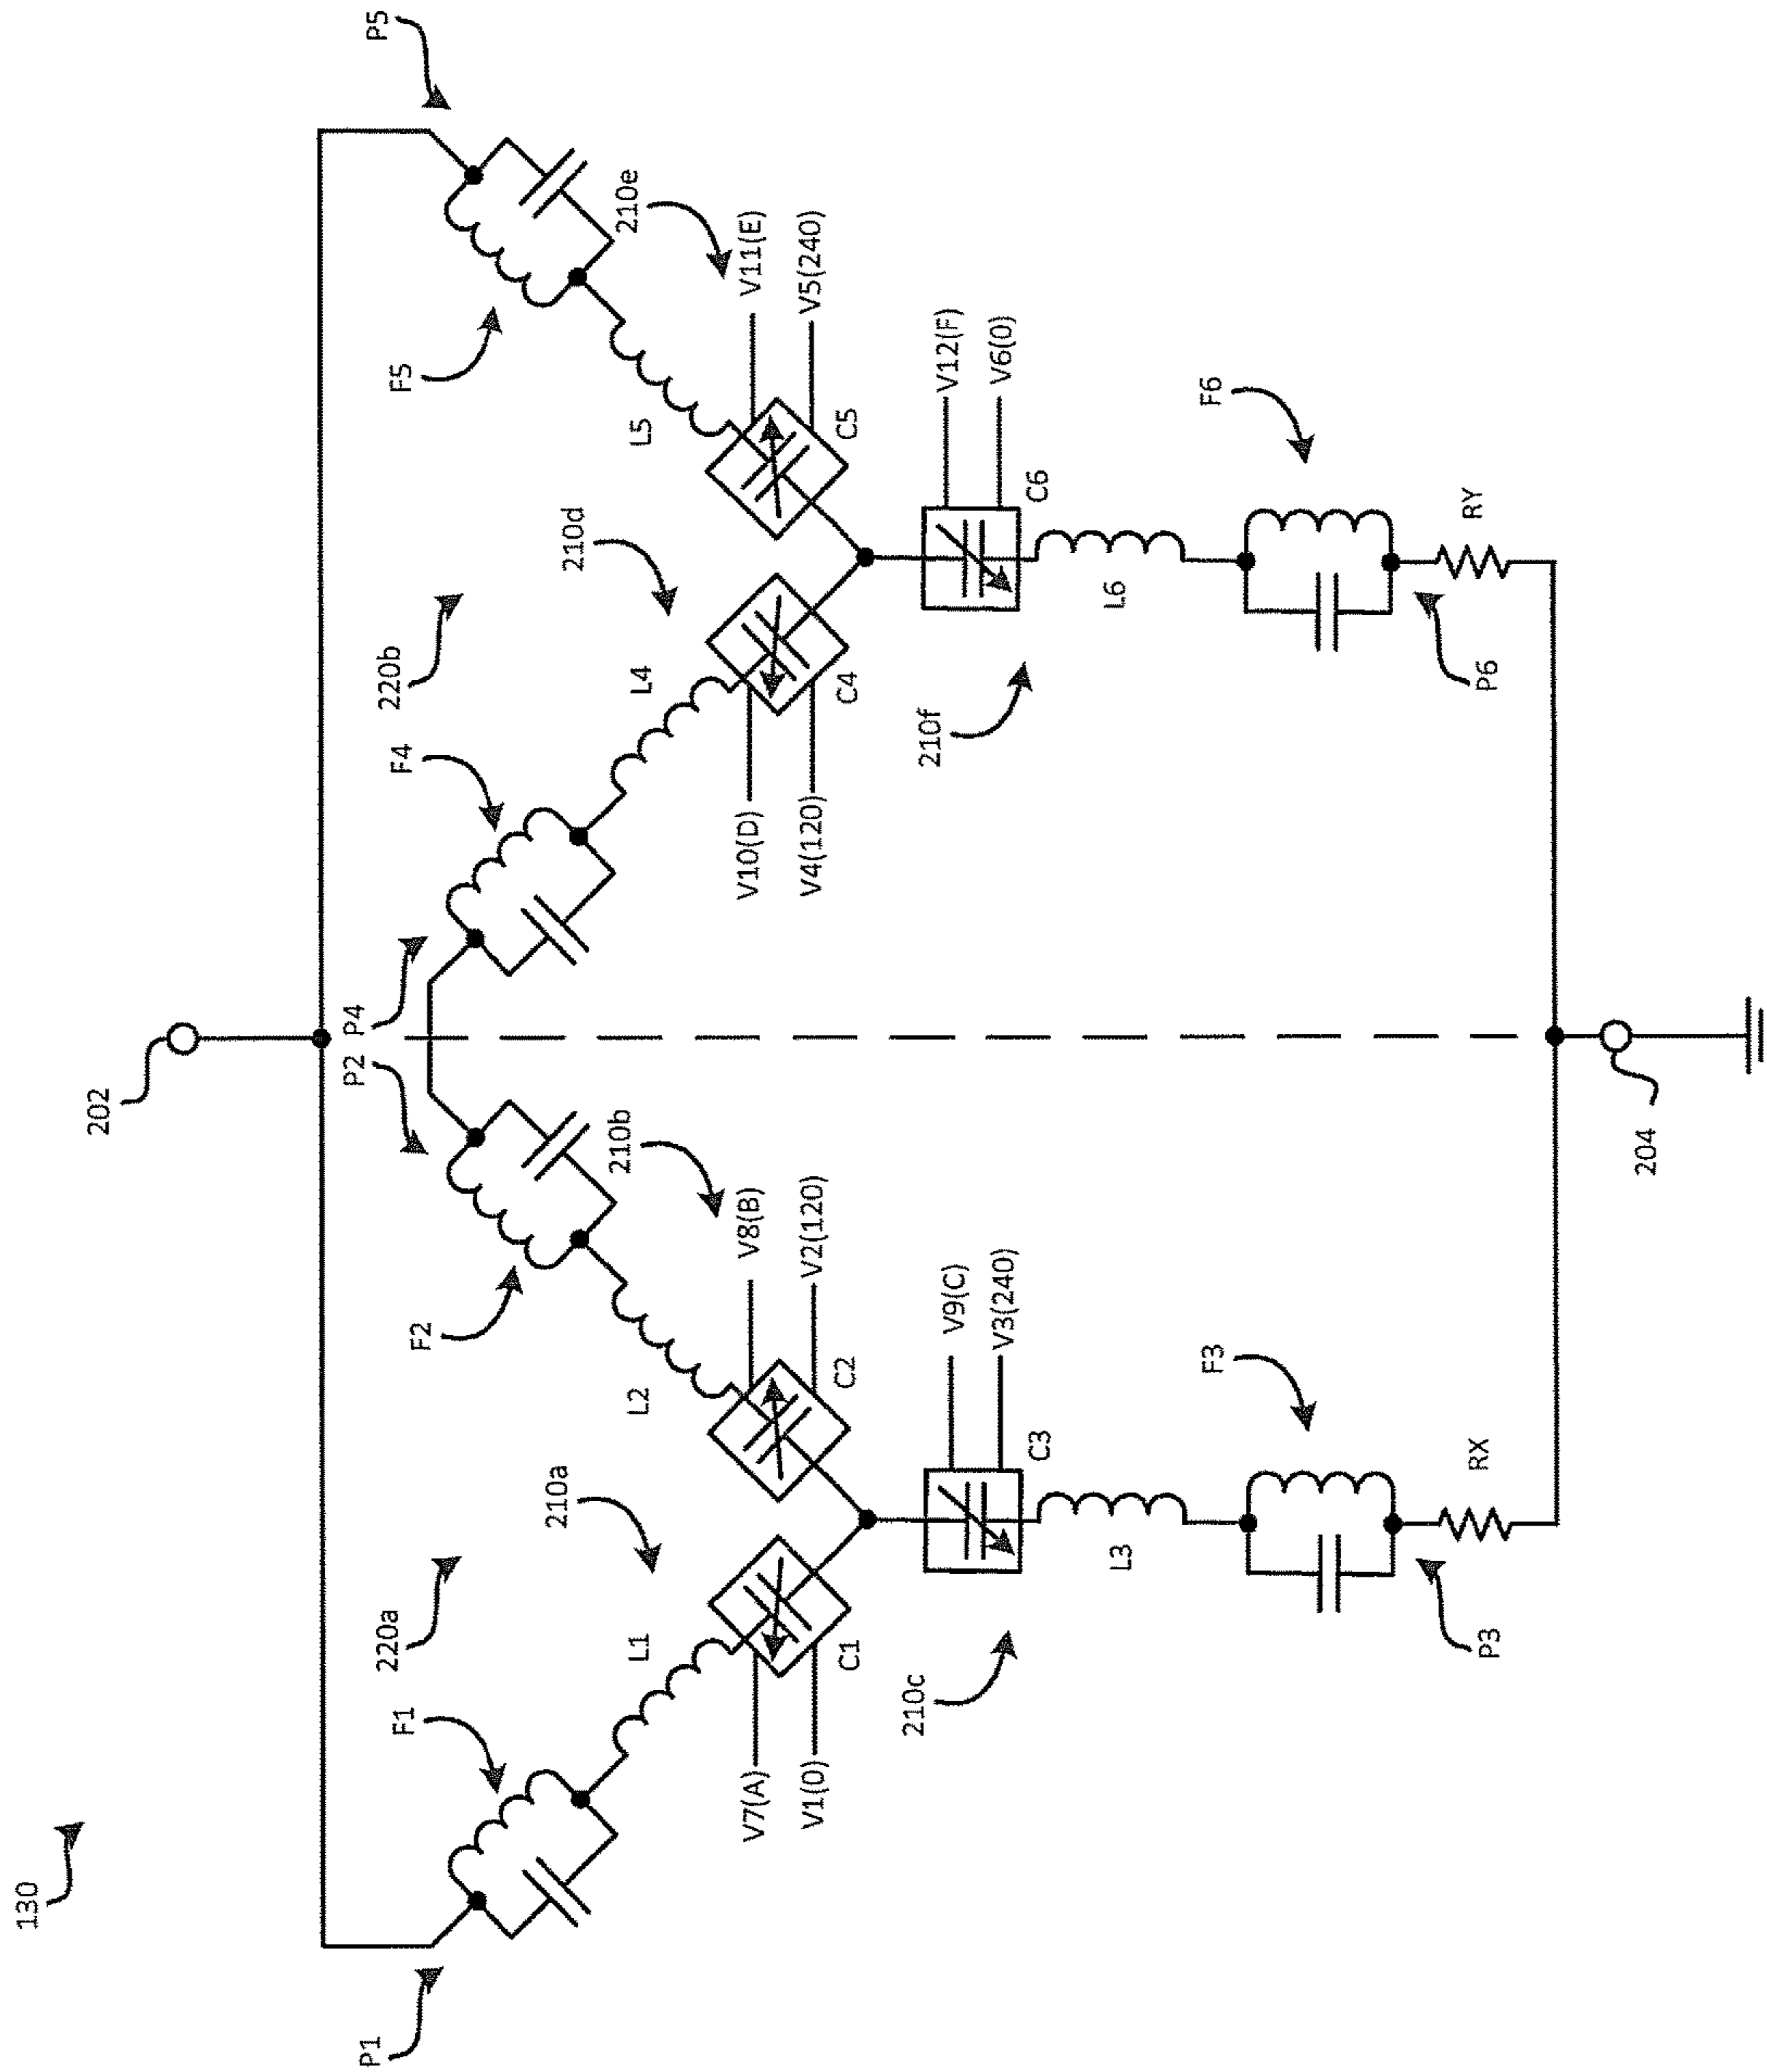 130
202
P1
P2
P4
P5
F1
F2
F4
F5
220a
220b
L1
L2
L4
L5
210a
210b
210d
210e
V7(A)
V1(0)
V8(B)
V2(120)
V10(D)
V4(120)
V11(E)
V5(240)
C1
C2
C4
C5
210c
V9(C)
V3(240)
C3
210f
V12(F)
V6(0)
C6
L3
F3
L6
F6
P3
RX
P6
RY
204